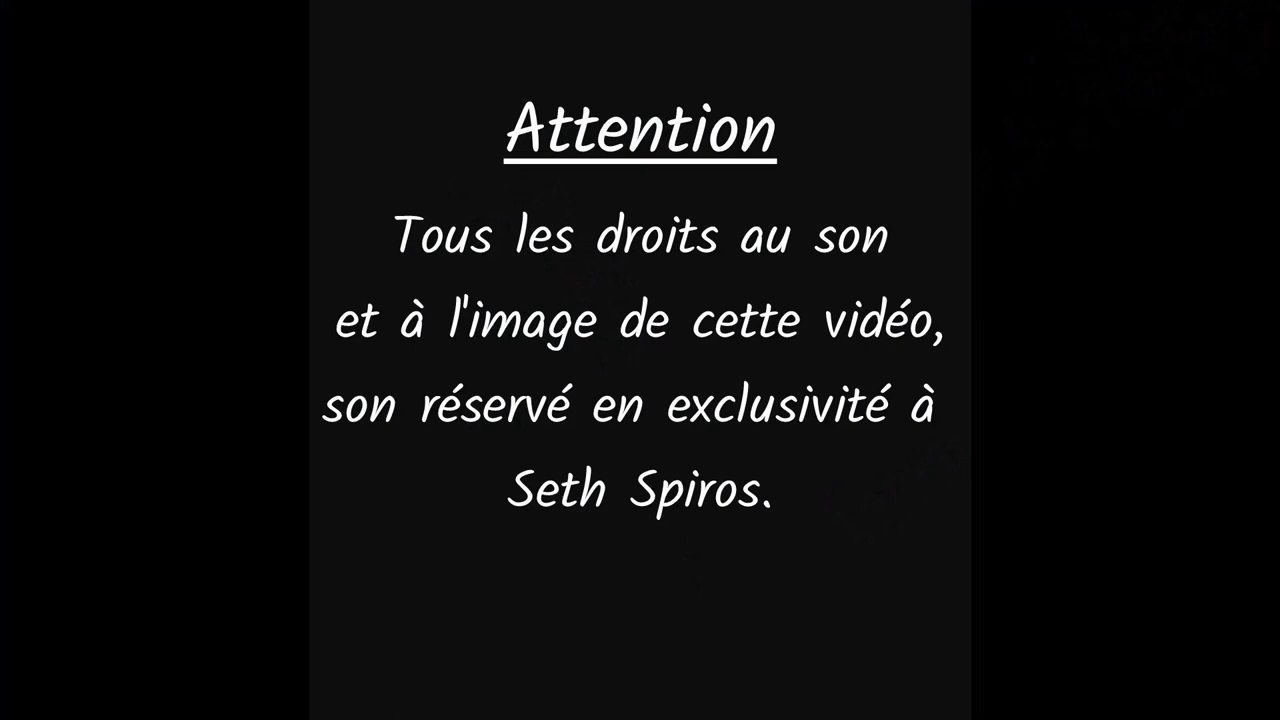 Attention
Tous les droits au son
et à l'image de cette vidéo,
son réservé en exclusivité à
Seth Spiros.